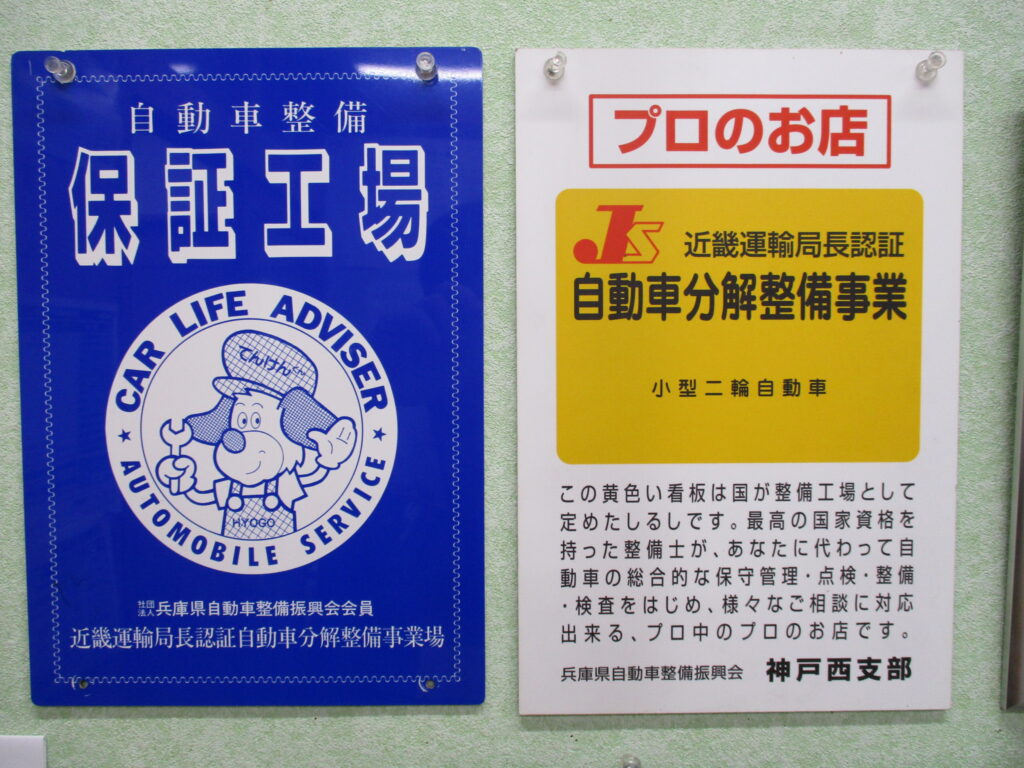 自動車整備
保証工場
CAR LIFE ADVISER
てんけんくん
HYOGO
★ AUTOMOBILE SERVICE ★
社団法人兵庫県自動車整備振興会会員
近畿運輸局長認証自動車分解整備事業場
プロのお店
JS 近畿運輸局長認証
自動車分解整備事業
小型二輪自動車
この黄色い看板は国が整備工場として
定めたしるしです。最高の国家資格を
持った整備士が、あなたに代わって自
動車の総合的な保守管理・点検・整備
・検査をはじめ、様々なご相談に対応
出来る、プロ中のプロのお店です。
兵庫県自動車整備振興会 神戸西支部